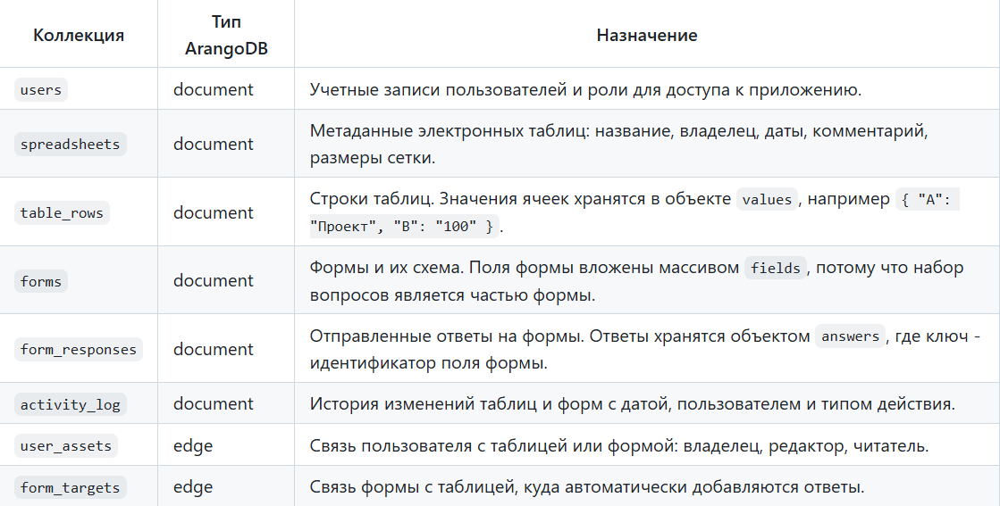 Коллекция
Тип
ArangoDB
Назначение
users
document
Учетные записи пользователей и роли для доступа к приложению.
spreadsheets
document
Метаданные электронных таблиц: название, владелец, даты, комментарий,
размеры сетки.
table_rows
document
Строки таблиц. Значения ячеек хранятся в объекте values , например { "A":
"Проект", "B": "100" } .
forms
document
Формы и их схема. Поля формы вложены массивом fields , потому что набор
вопросов является частью формы.
form_responses
document
Отправленные ответы на формы. Ответы хранятся объектом answers , где ключ -
идентификатор поля формы.
activity_log
document
История изменений таблиц и форм с датой, пользователем и типом действия.
user_assets
edge
Связь пользователя с таблицей или формой: владелец, редактор, читатель.
form_targets
edge
Связь формы с таблицей, куда автоматически добавляются ответы.